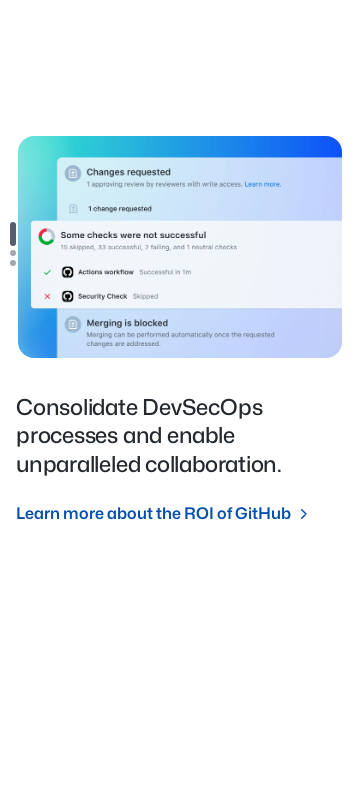 Changes requested
1 approving review by reviewers with write access. Learn more.
1 change requested
Some checks were not successful
15 skipped, 33 successful, 2 failing, and 1 neutral checks
Actions workflow Successful in 1m
Security Check Skipped
Merging is blocked
Merging can be performed automatically once the requested
changes are addressed.
Consolidate DevSecOps
processes and enable
unparalleled collaboration.
Learn more about the ROI of GitHub